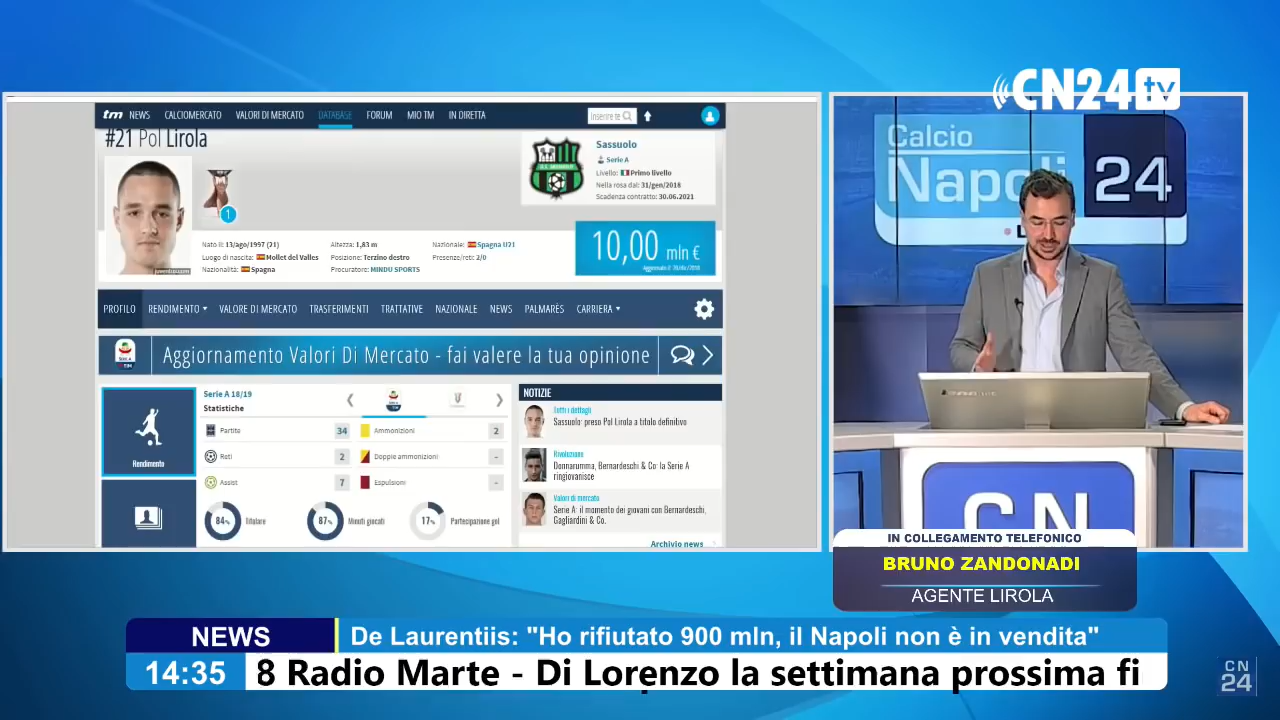 CN24 tv
tm NEWS CALCIOMERCATO VALORI DI MERCATO DATABASE FORUM MIO TM IN DIRETTA
#21 Pol Lirola
juventus.com
1
Sassuolo
Serie A
Livello: Primo livello
Nella rosa dal: 31/gen/2018
Scadenza contratto: 30.06.2021
Nato il: 13/ago/1997 (21)
Luogo di nascita: Mollet del Valles
Nazionalità: Spagna
Altezza: 1,83 m
Posizione: Terzino destro
Procuratore: MINDU SPORTS
Nazionale: Spagna U21
Presenze/reti: 2/0
10,00 mln €
PROFILO RENDIMENTO VALORE DI MERCATO TRASFERIMENTI TRATTATIVE NAZIONALE NEWS PALMARÈS CARRIERA
Aggiornamento Valori Di Mercato - fai valere la tua opinione
Rendimento
Serie A 18/19
Statistiche
Partite 34 Ammonizioni 2
Reti 2 Doppie ammonizioni -
Assist 7 Espulsioni -
84% Titolare 87% Minuti giocati 17% Partecipazione gol
NOTIZIE
Tutti i dettagli
Sassuolo: preso Pol Lirola a titolo definitivo
Rivoluzione
Donnarumma, Bernardeschi & Co: la Serie A
ringiovanisce
Valori di mercato
Serie A: il momento dei giovani con Bernardeschi,
Gagliardini & Co.
Archivio news
Calcio
Napoli 24
CN
IN COLLEGAMENTO TELEFONICO
BRUNO ZANDONADI
AGENTE LIROLA
NEWS De Laurentiis: "Ho rifiutato 900 mln, il Napoli non è in vendita"
14:35 8 Radio Marte - Di Lorenzo la settimana prossima fi
CN
24